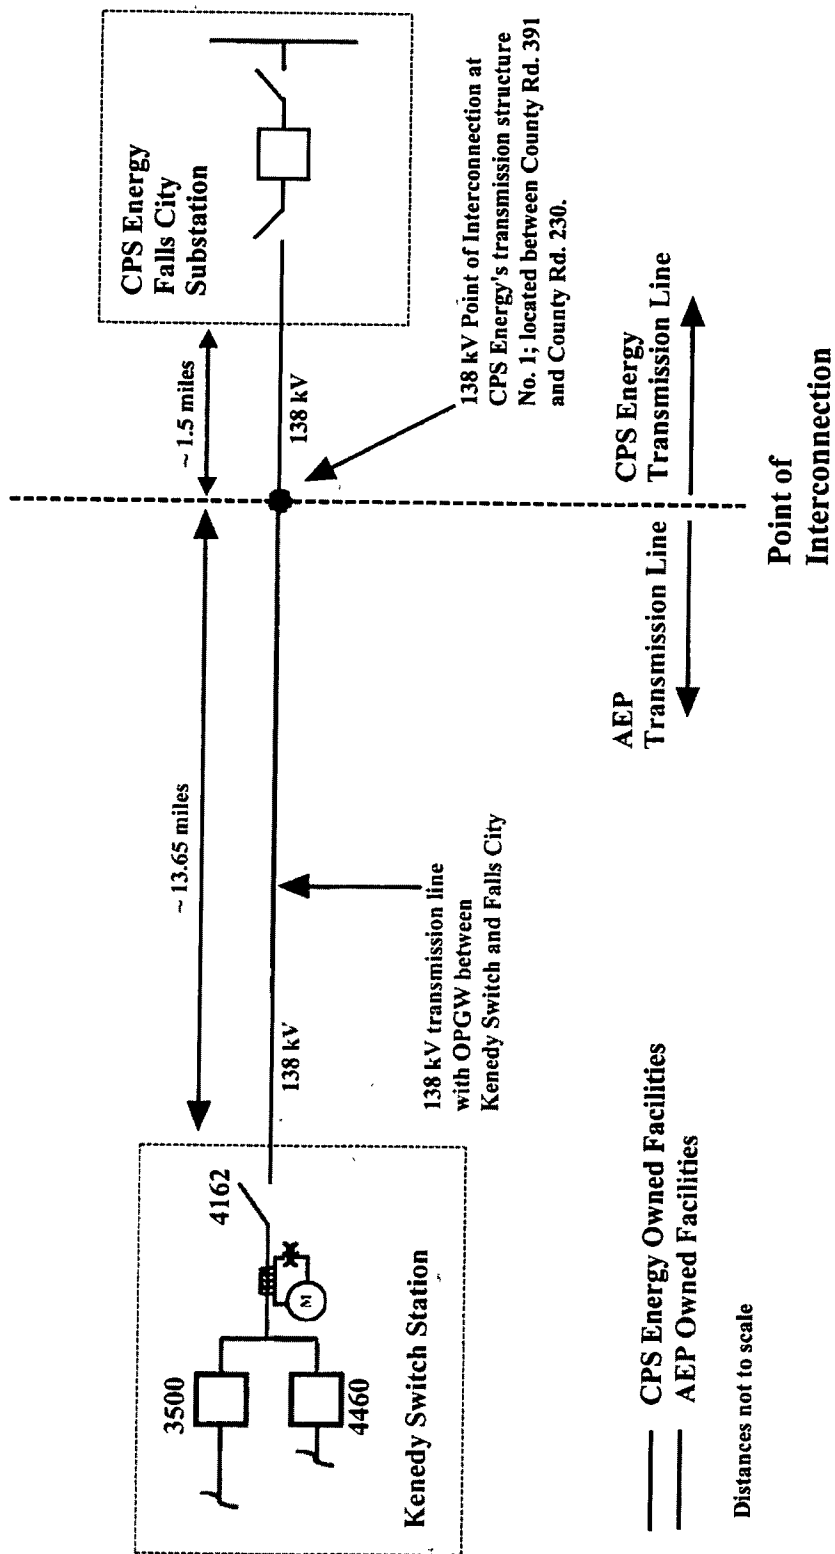 CPS Energy
Falls City
Substation
~ 1.5 miles
138 kV
138 kV Point of Interconnection at
CPS Energy's transmission structure
No. 1; located between County Rd. 391
and County Rd. 230.
CPS Energy
Transmission Line
AEP
Transmission Line
Point of
Interconnection
~ 13.65 miles
138 kV
138 kV transmission line
with OPGW between
Kenedy Switch and Falls City
4162
M
3500
4460
Kenedy Switch Station
CPS Energy Owned Facilities
AEP Owned Facilities
Distances not to scale